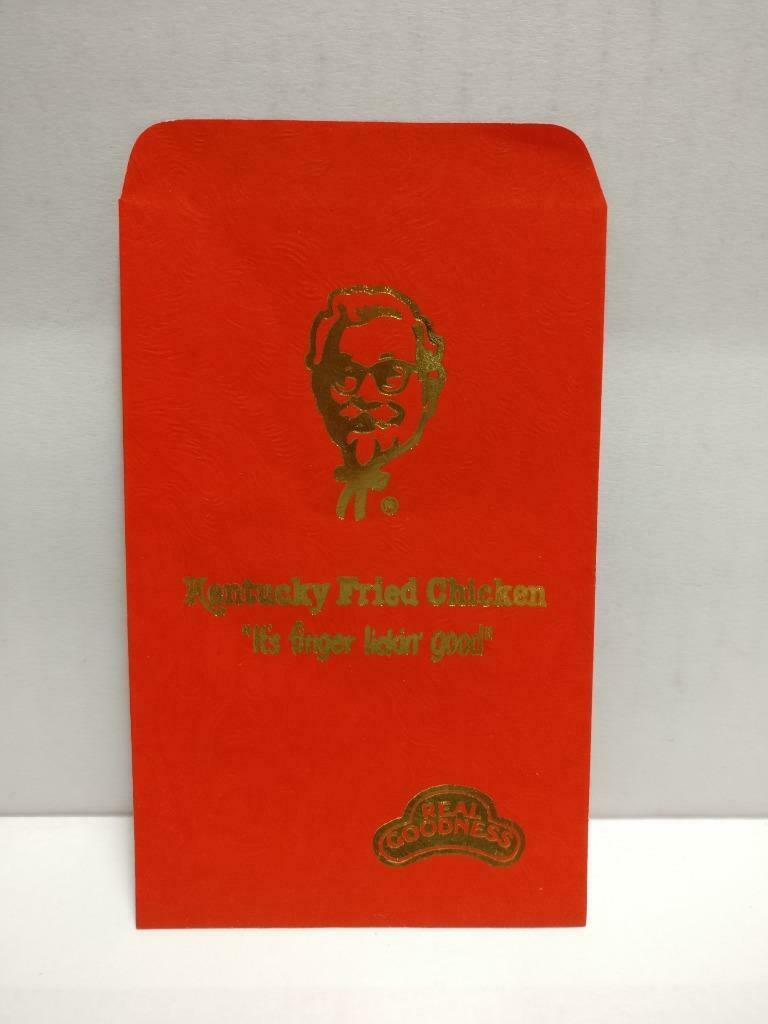 ®
Kentucky Fried Chicken
"It's finger lickin' good"
REAL
GOODNESS